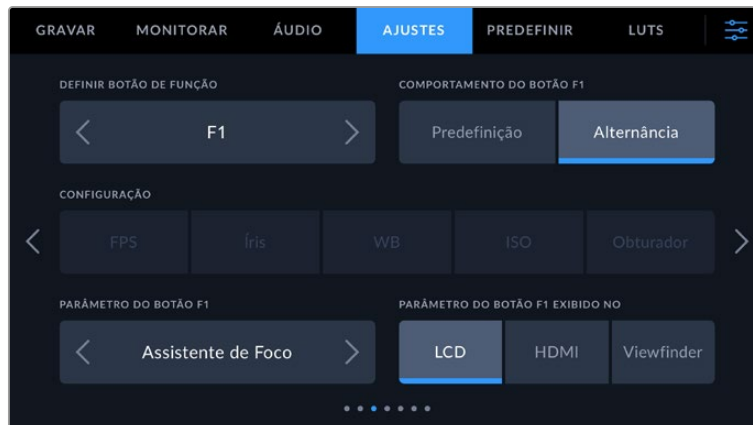 GRAVAR MONITORAR ÁUDIO AJUSTES PREDEFINIR LUTS
DEFINIR BOTÃO DE FUNÇÃO COMPORTAMENTO DO BOTÃO F1
F1 Predefinição Alternância
CONFIGURAÇÃO
FPS Íris WB ISO Obturador
PARÂMETRO DO BOTÃO F1 PARÂMETRO DO BOTÃO F1 EXIBIDO NO
Assistente de Foco LCD HDMI Viewfinder